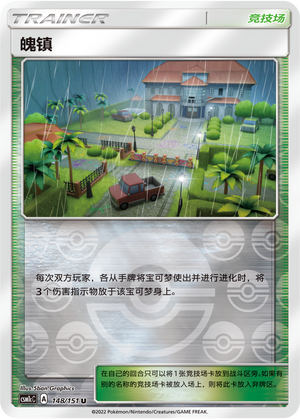 TRAINER
竞技场
魄镇
每次双方玩家,各从手牌将宝可梦使出并进行进化时,将
3个伤害指示物放于该宝可梦身上。
Illus.5ban Graphics
在自己的回合只可以将1张竞技场卡放到战斗区旁。如果有
别的名称的竞技场卡被放入场上,则将此卡放入弃牌区。
A 148/151 U
©2022 Pokémon/Nintendo/Creatures/GAME FREAK.